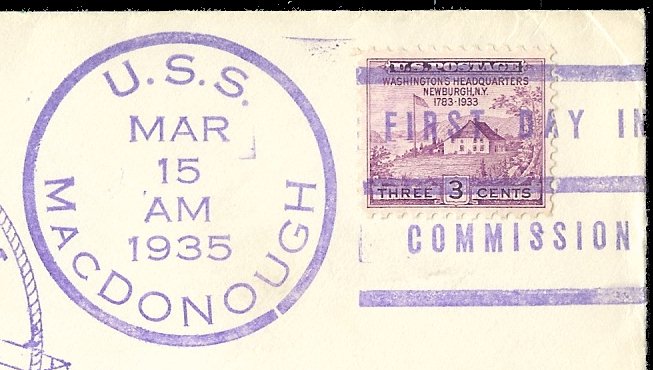 U.S.S.
MAR
15
AM
1935
MACDONOUGH
U.S. POSTAGE
WASHINGTON'S HEADQUARTERS
NEWBURGH, N.Y.
1783-1933
FIRST DAY IN
THREE 3 CENTS
COMMISSION